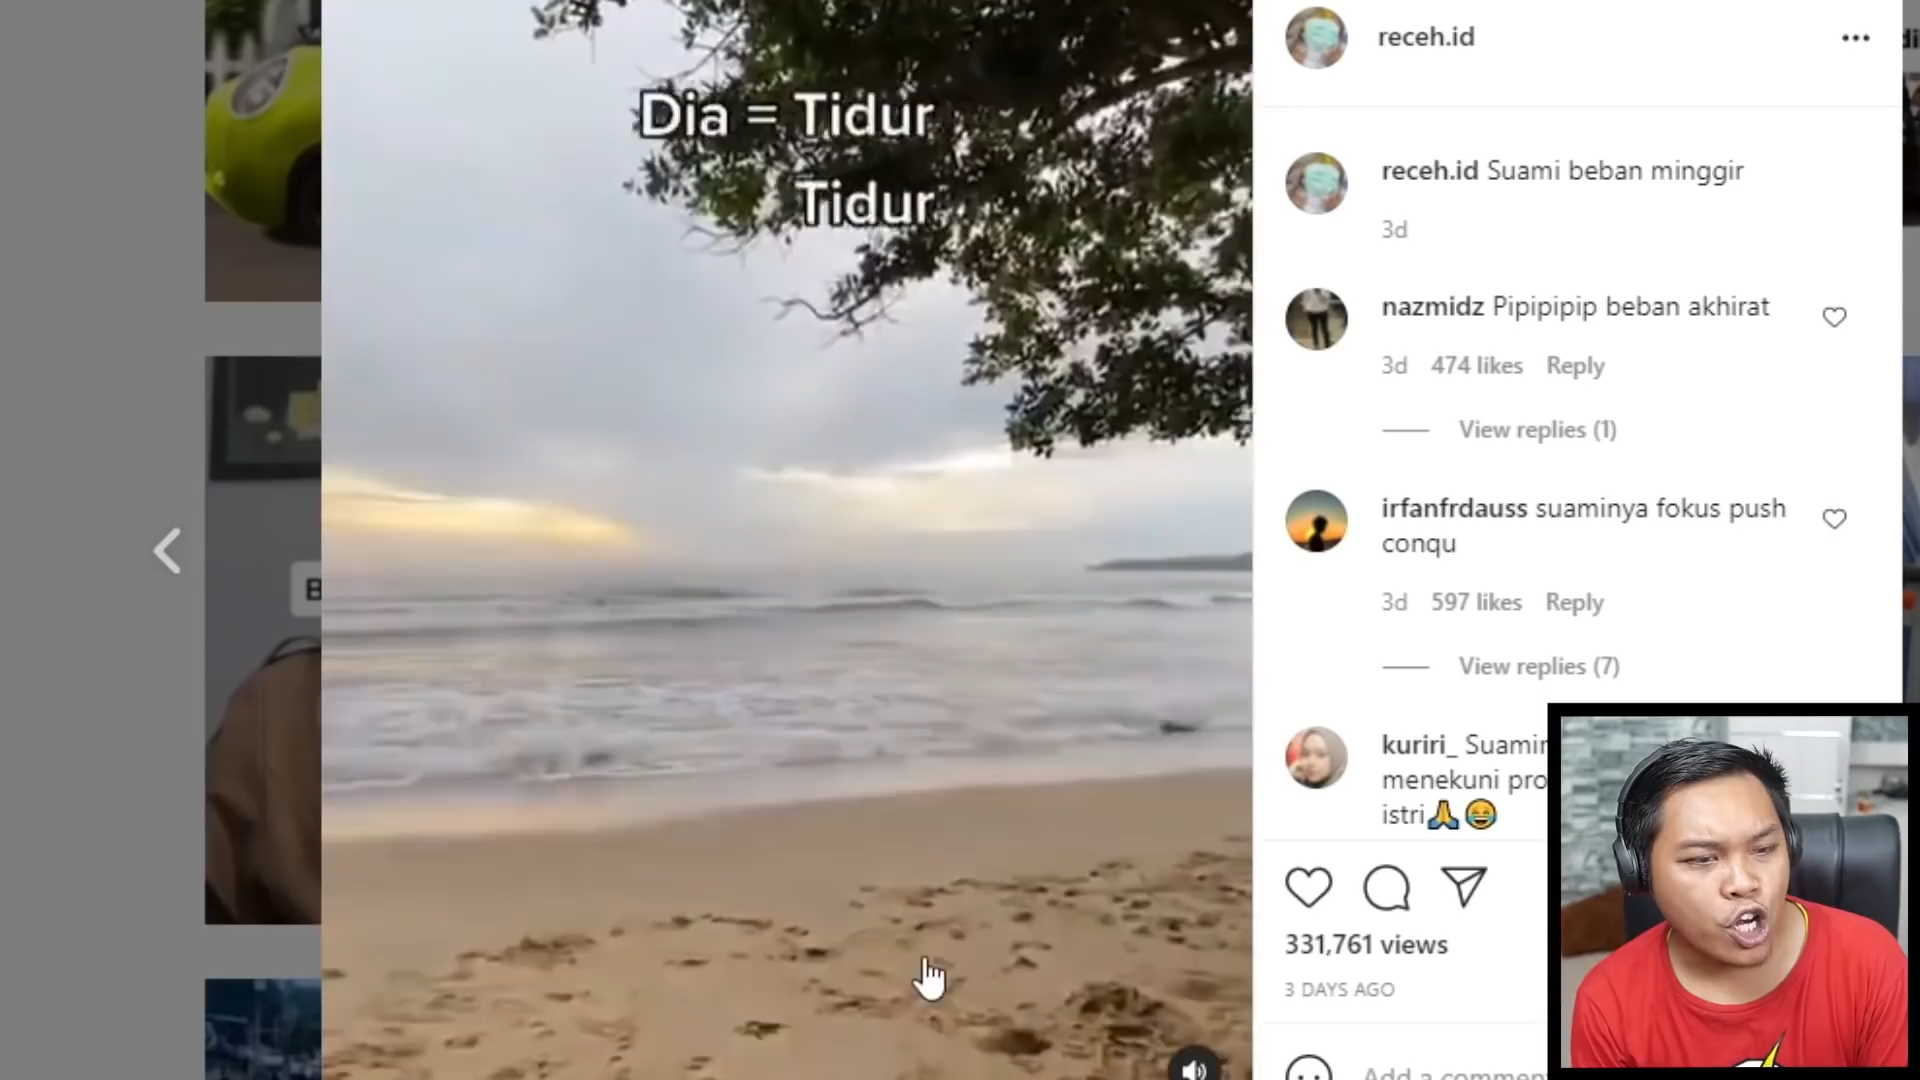 Dia = Tidur
Tidur
B
receh.id
receh.id Suami beban minggir
3d
nazmidz Pipipipip beban akhirat
3d 474 likes Reply
View replies (1)
irfanfrdauss suaminya fokus push
conqu
3d 597 likes Reply
View replies (7)
kuriri_
menekuni
istri🙏😂
331,761 views
3 DAYS AGO
Add a comment